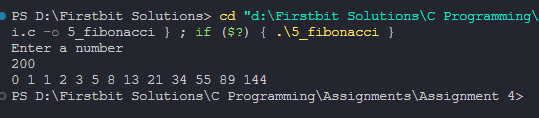 PS D:\Firstbit Solutions> cd "d:\Firstbit Solutions\C Programming\
i.c -o 5_fibonacci } ; if ($?) { .\5_fibonacci }
Enter a number
200
0 1 1 2 3 5 8 13 21 34 55 89 144
PS D:\Firstbit Solutions\C Programming\Assignments\Assignment 4>